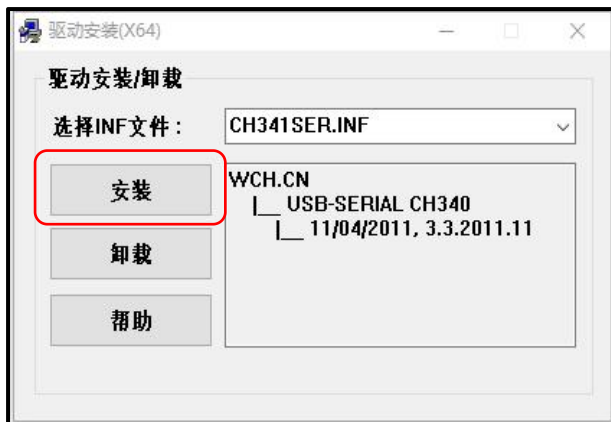 驱动安装(X64)
驱动安装/卸载
选择INF文件：
CH341SER.INF
安装
卸载
帮助
WCH.CN
|__ USB-SERIAL CH340
|__ 11/04/2011, 3.3.2011.11